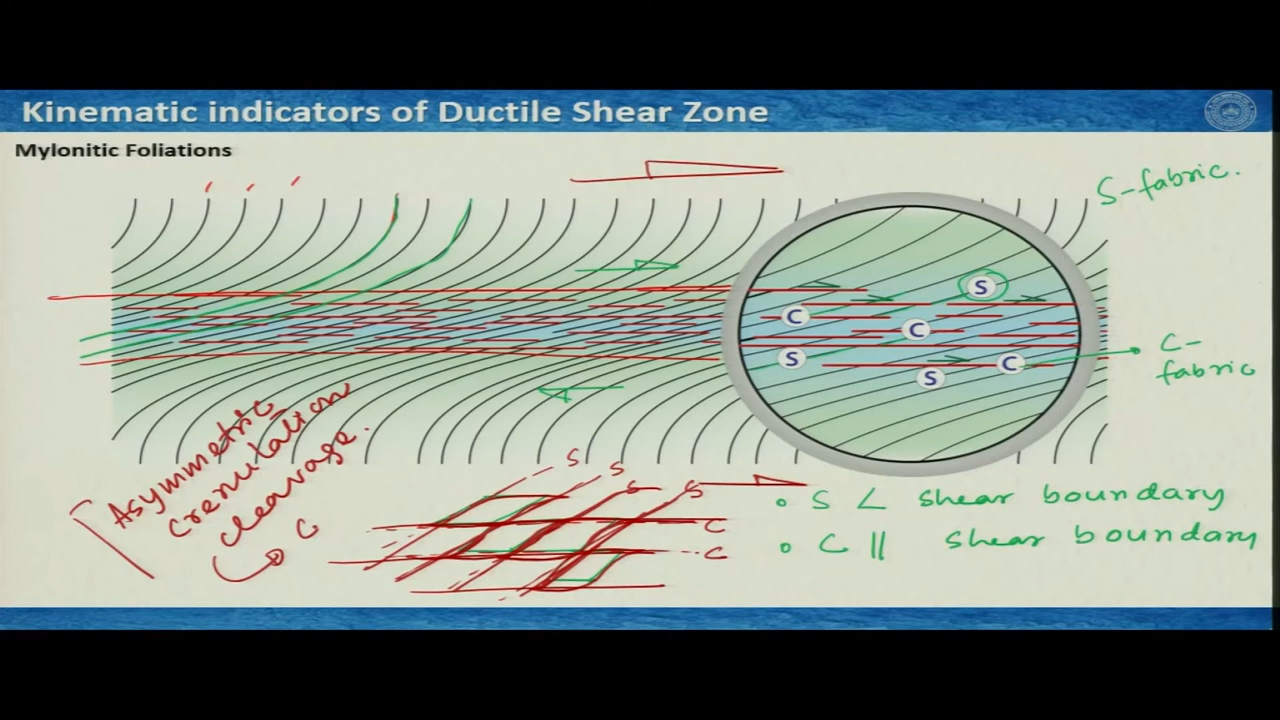 Kinematic indicators of Ductile Shear Zone
Mylonitic Foliations
S-fabric.
S
C
C
S
C
S
C-
fabric
Asymmetric
crenulation
cleavage.
C
S
S
S
S
C
C
• S ∠ shear boundary
• C || shear boundary